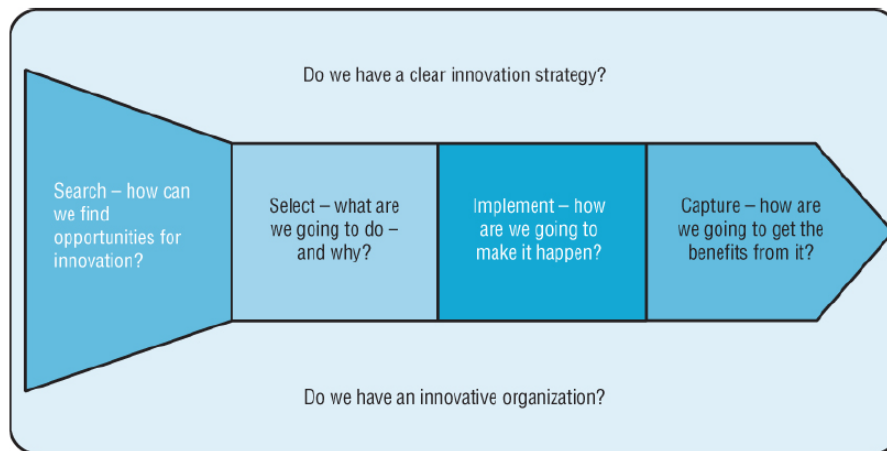 Do we have a clear innovation strategy?
Search – how can
we find
opportunities for
innovation?
Select – what are
we going to do –
and why?
Implement – how
are we going to
make it happen?
Capture – how are
we going to get the
benefits from it?
Do we have an innovative organization?